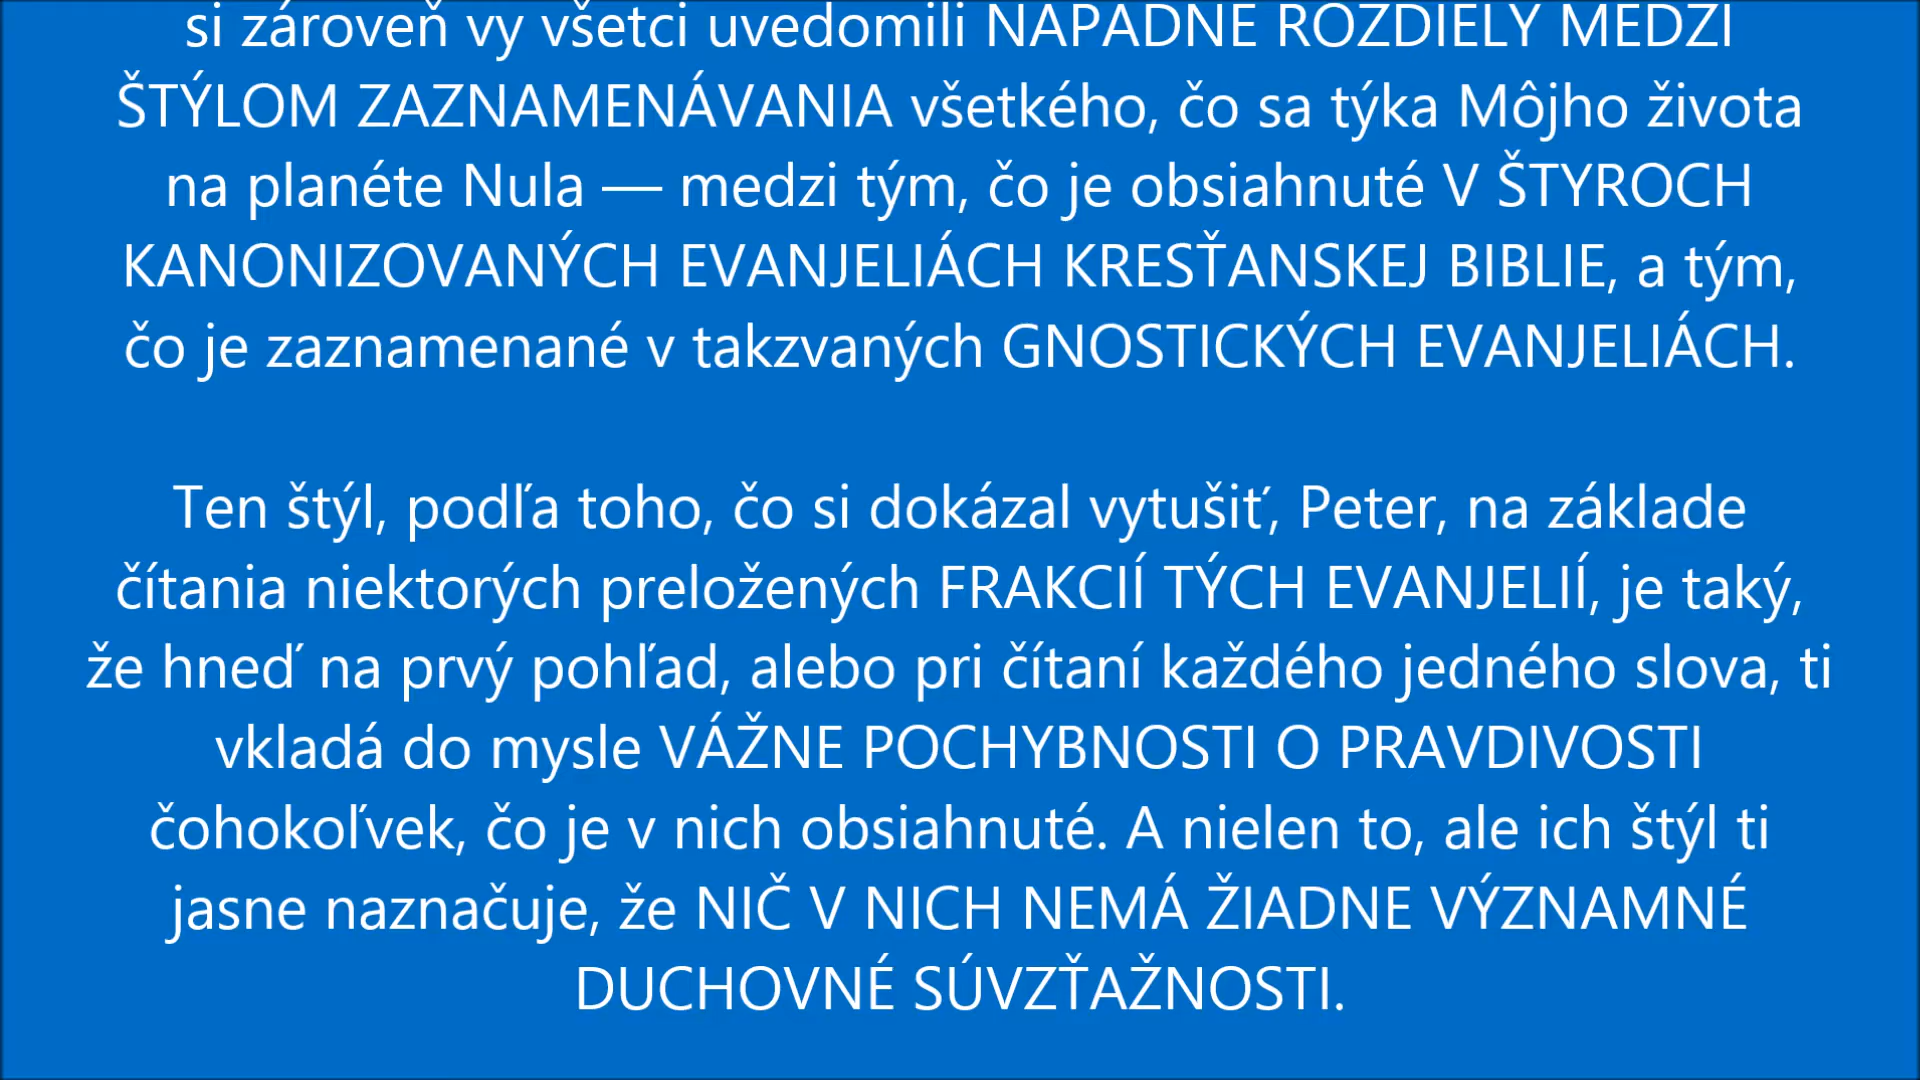 si zároveň vy všetci uvedomili NÁPADNÉ ROZDIELY MEDZI
ŠTÝLOM ZAZNAMENÁVANIA všetkého, čo sa týka Môjho života
na planéte Nula — medzi tým, čo je obsiahnuté V ŠTYROCH
KANONIZOVANÝCH EVANJELIÁCH KRESŤANSKEJ BIBLIE, a tým,
čo je zaznamenané v takzvaných GNOSTICKÝCH EVANJELIÁCH.
Ten štýl, podľa toho, čo si dokázal vytušiť, Peter, na základe
čítania niektorých preložených FRAKCIÍ TÝCH EVANJELIÍ, je taký,
že hneď na prvý pohľad, alebo pri čítaní každého jedného slova, ti
vkladá do mysle VÁŽNE POCHYBNOSTI O PRAVDIVOSTI
čohokoľvek, čo je v nich obsiahnuté. A nielen to, ale ich štýl ti
jasne naznačuje, že NIČ V NICH NEMÁ ŽIADNE VÝZNAMNÉ
DUCHOVNÉ SÚVZŤAŽNOSTI.